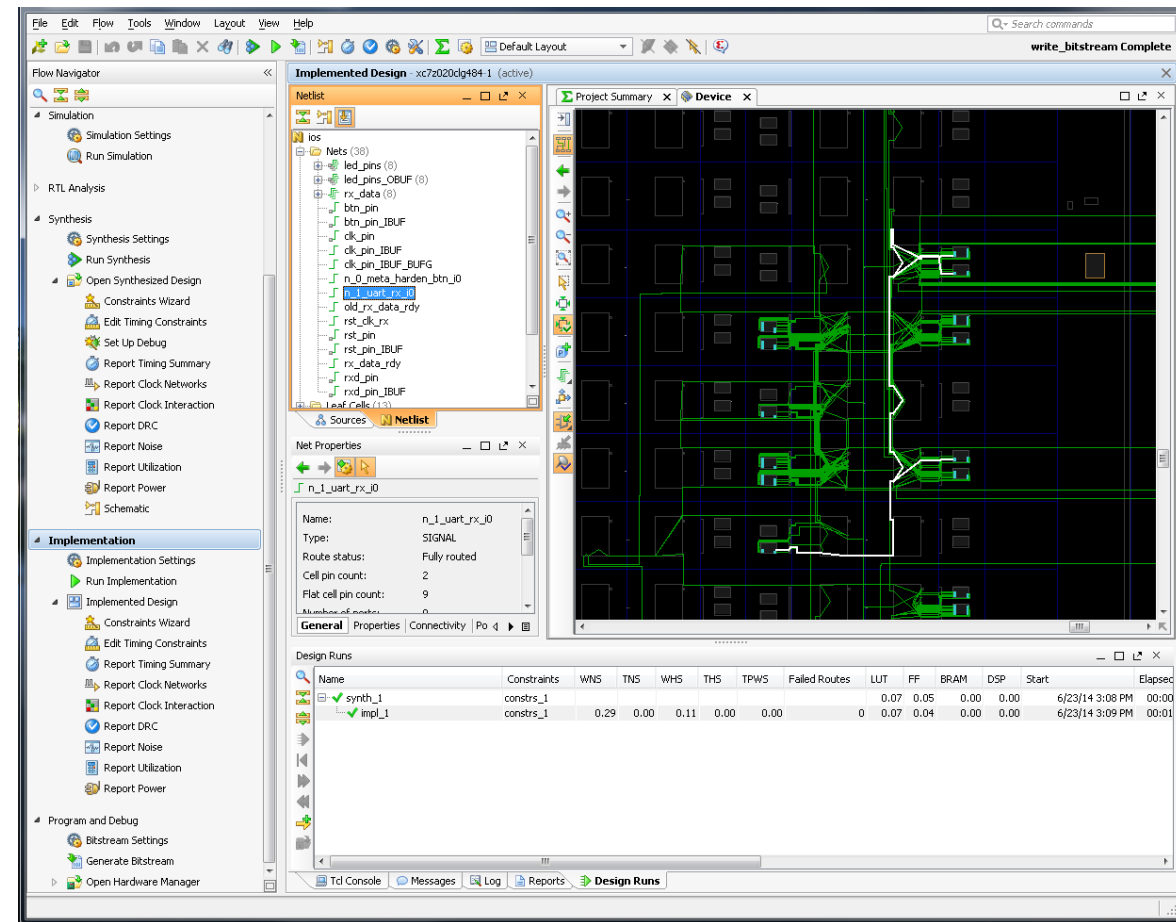 File Edit Flow Tools Window Layout View Help
Search commands
Default Layout
write_bitstream Complete
Flow Navigator
Simulation
Simulation Settings
Run Simulation
RTL Analysis
Synthesis
Synthesis Settings
Run Synthesis
Open Synthesized Design
Constraints Wizard
Edit Timing Constraints
Set Up Debug
Report Timing Summary
Report Clock Networks
Report Clock Interaction
Report DRC
Report Noise
Report Utilization
Report Power
Schematic
Implementation
Implementation Settings
Run Implementation
Implemented Design
Constraints Wizard
Edit Timing Constraints
Report Timing Summary
Report Clock Networks
Report Clock Interaction
Report DRC
Report Noise
Report Utilization
Report Power
Program and Debug
Bitstream Settings
Generate Bitstream
Open Hardware Manager
Implemented Design - xc7z020clg484-1 (active)
Netlist
ios
Nets (38)
led_pins (8)
led_pins_OBUF (8)
rx_data (8)
btn_pin
btn_pin_IBUF
clk_pin
clk_pin_IBUF
clk_pin_IBUF_BUFG
n_0_meta_harden_btn_i0
n_1_uart_rx_i0
old_rx_data_rdy
rst_clk_rx
rst_pin
rst_pin_IBUF
rx_data_rdy
rxd_pin
rxd_pin_IBUF
Leaf Cells (13)
Sources Netlist
Net Properties
n_1_uart_rx_i0
Name: n_1_uart_rx_i0
Type: SIGNAL
Route status: Fully routed
Cell pin count: 2
Flat cell pin count: 9
Number of ports: 0
General Properties Connectivity Po
Project Summary Device
Design Runs
Name Constraints WNS TNS WHS THS TPWS Failed Routes LUT FF BRAM DSP Start Elapsed
synth_1 constrs_1 0.07 0.05 0.00 0.00 6/23/14 3:08 PM 00:00
impl_1 constrs_1 0.29 0.00 0.11 0.00 0.00 0 0.07 0.04 0.00 0.00 6/23/14 3:09 PM 00:01
Tcl Console Messages Log Reports Design Runs